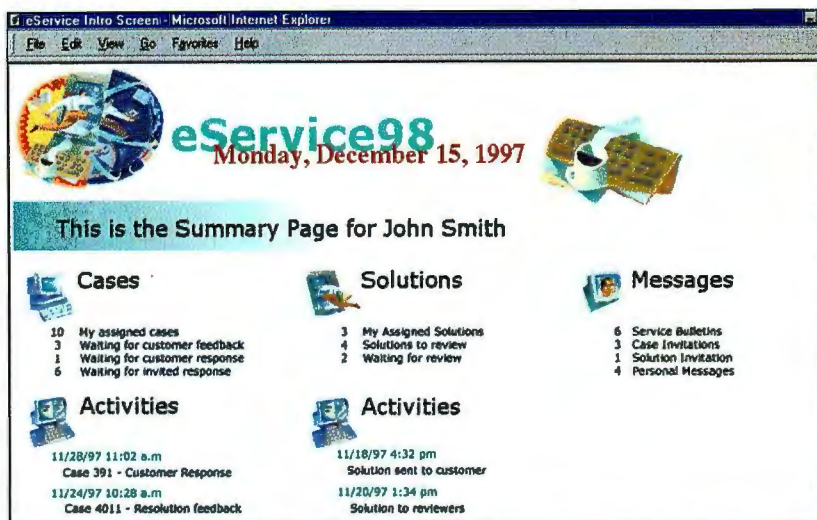 eService Intro Screen - Microsoft Internet Explorer
File Edit View Go Favorites Help
eService98
Monday, December 15, 1997
This is the Summary Page for John Smith
Cases
10 My assigned cases
3 Waiting for customer feedback
1 Waiting for customer response
6 Waiting for invited response
Solutions
3 My Assigned Solutions
4 Solutions to review
2 Waiting for review
Messages
6 Service Bulletins
3 Case Invitations
1 Solution Invitation
4 Personal Messages
Activities
11/28/97 11:02 a.m
Case 391 - Customer Response
11/24/97 10:28 a.m
Case 4011 - Resolution feedback
Activities
11/18/97 4:32 pm
Solution sent to customer
11/20/97 1:34 pm
Solution to reviewers